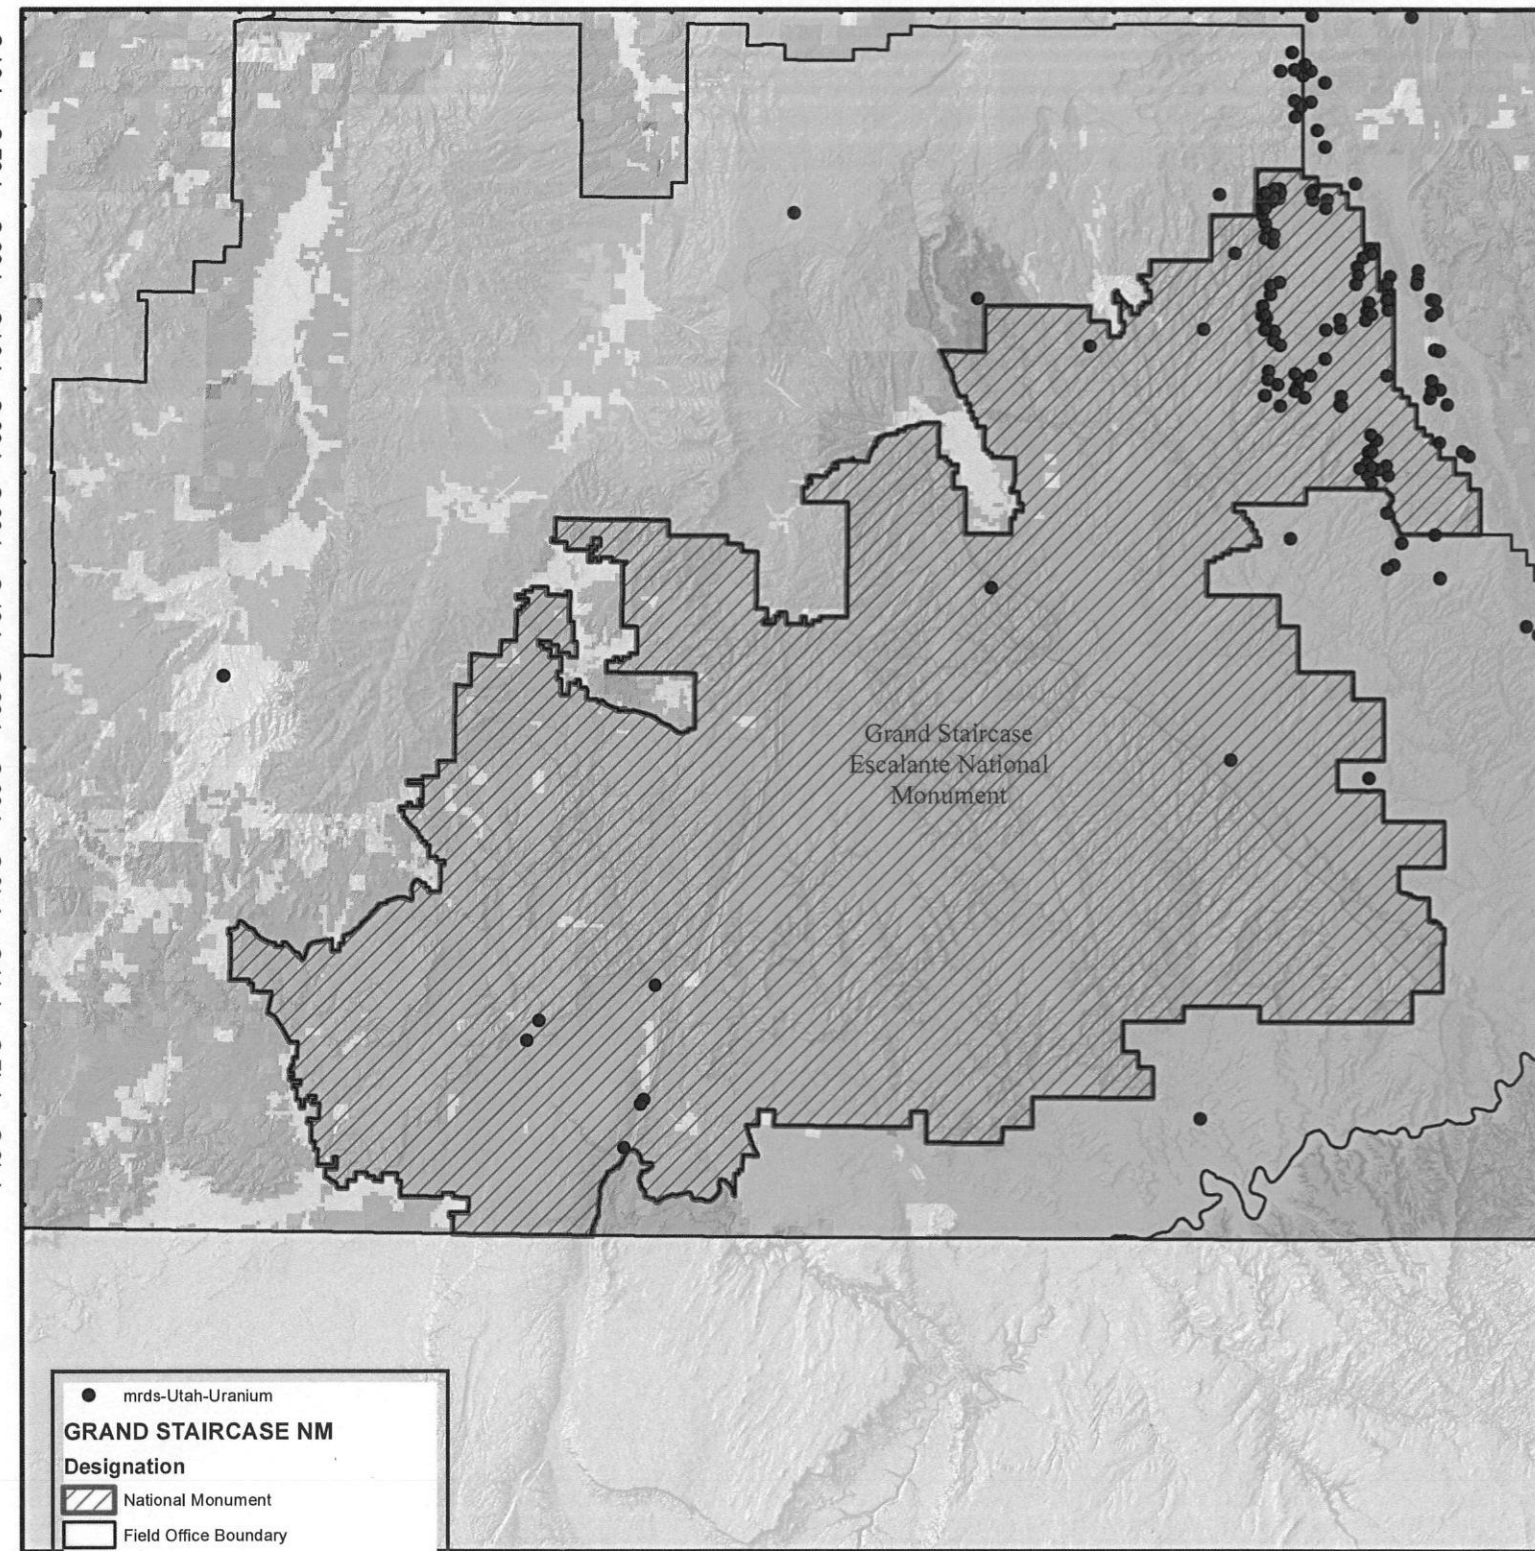 Grand Staircase
Escalante National
Monument
mrds-Utah-Uranium
GRAND STAIRCASE NM
Designation
National Monument
Field Office Boundary